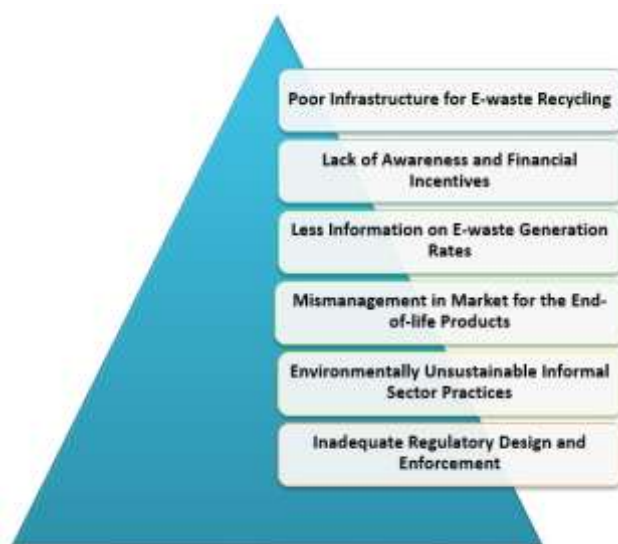 Poor Infrastructure for E-waste Recycling
Lack of Awareness and Financial
Incentives
Less Information on E-waste Generation
Rates
Mismanagement in Market for the End-
of-life Products
Environmentally Unsustainable Informal
Sector Practices
Inadequate Regulatory Design and
Enforcement